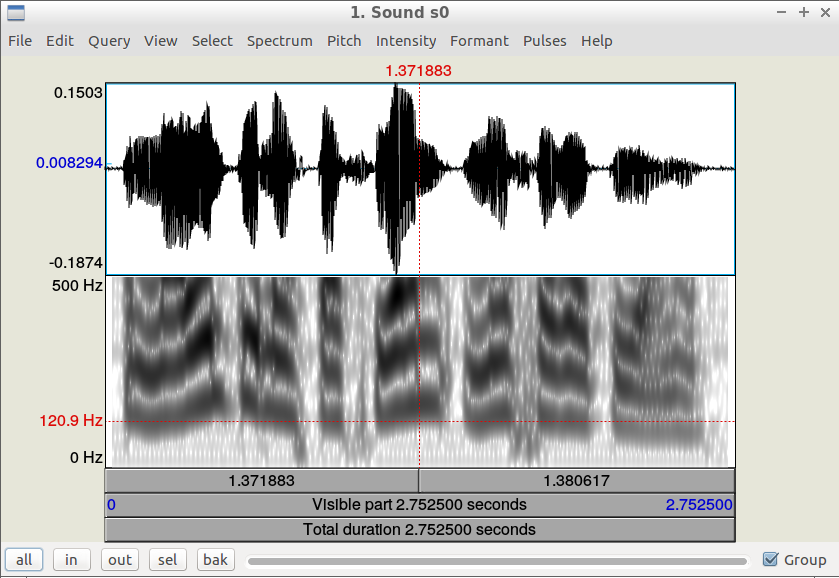 1. Sound s0
File Edit Query View Select Spectrum Pitch Intensity Formant Pulses Help
1.371883
0.1503
0.008294
-0.1874
500 Hz
120.9 Hz
0 Hz
1.371883 1.380617
0 Visible part 2.752500 seconds 2.752500
Total duration 2.752500 seconds
all in out sel bak Group